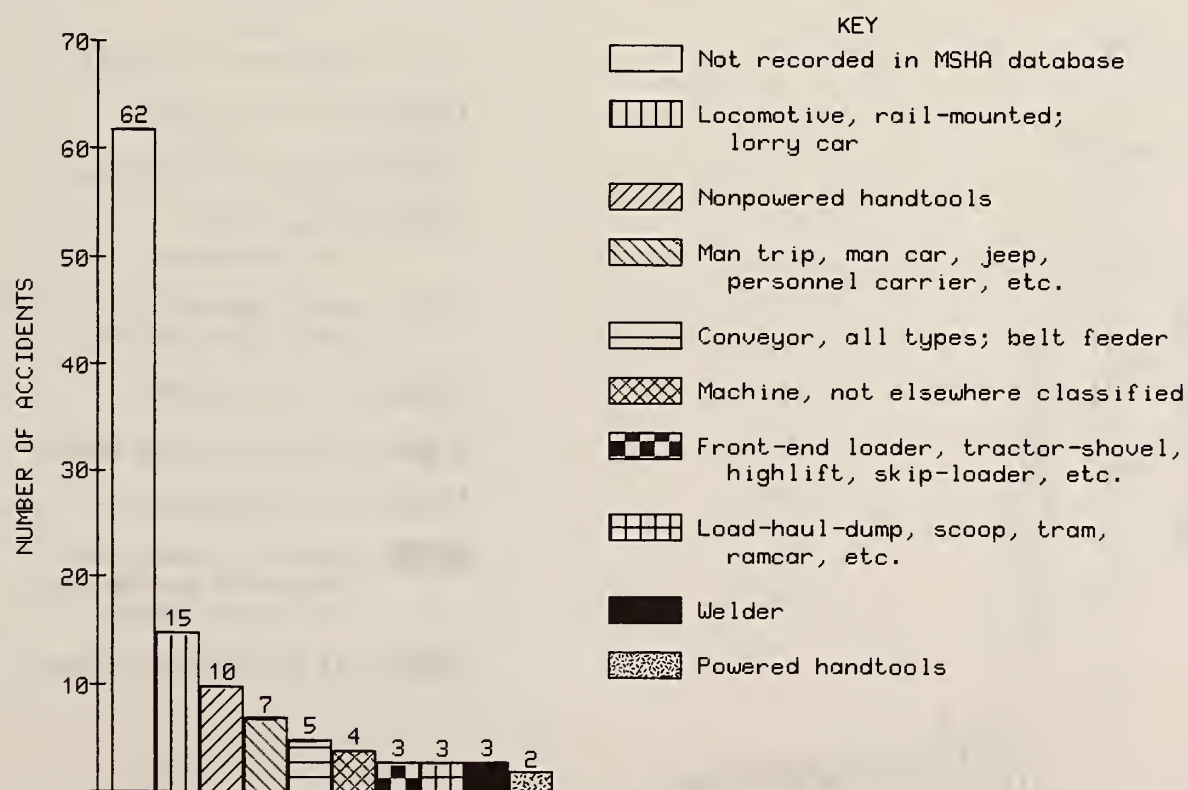 KEY
Not recorded in MSHA database
Locomotive, rail-mounted;
lorry car
Nonpowered handtools
Man trip, man car, jeep,
personnel carrier, etc.
Conveyor, all types; belt feeder
Machine, not elsewhere classified
Front-end loader, tractor-shovel,
highlift, skip-loader, etc.
Load-haul-dump, scoop, tram,
ramcar, etc.
Welder
Powered handtools
NUMBER OF ACCIDENTS
70
60
50
40
30
20
10
62
15
10
7
5
4
3
3
3
2